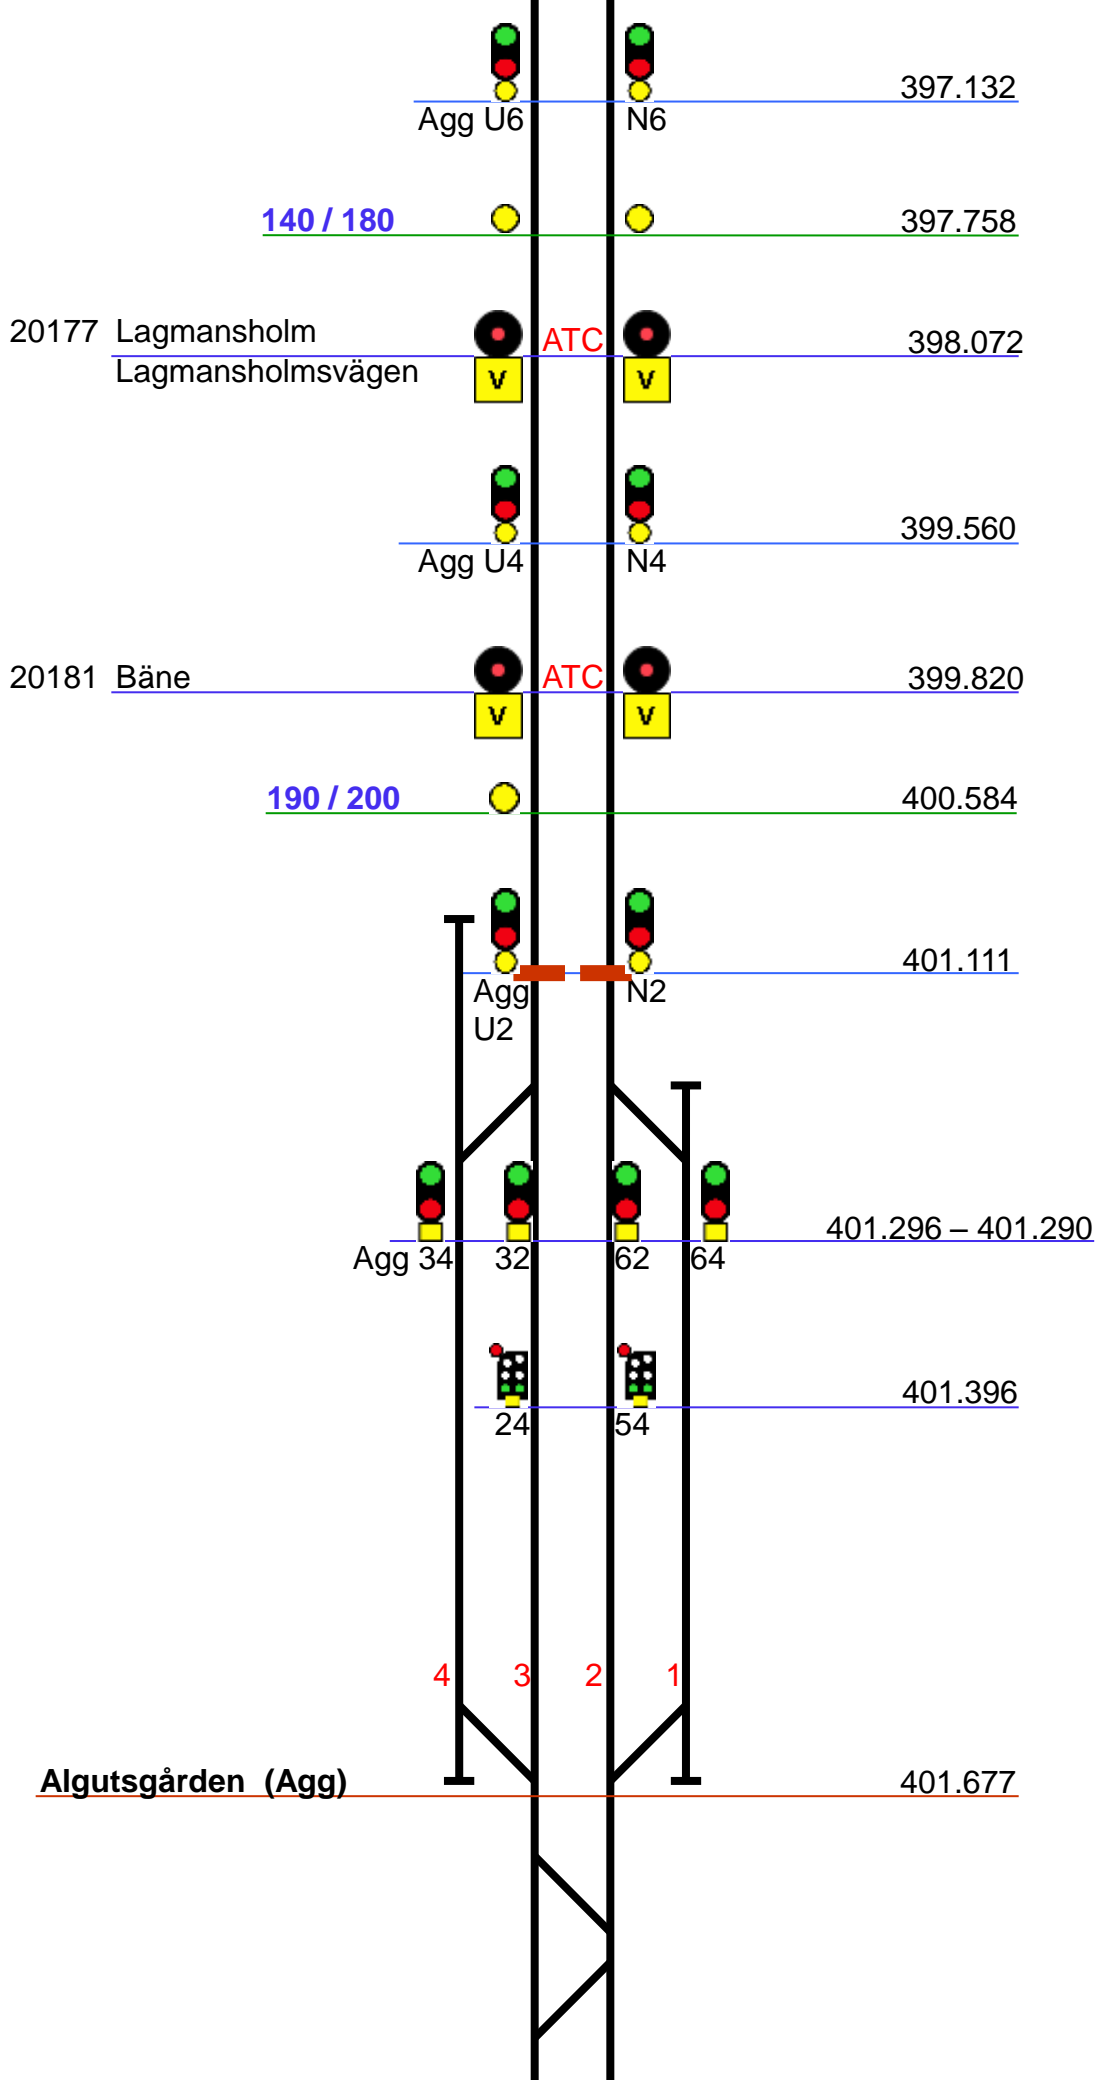 397.132
Agg U6 N6
140 / 180 397.758
20177 Lagmansholm ATC 398.072
Lagmansholmsvägen
V V
399.560
Agg U4 N4
20181 Bäne ATC 399.820
V V
190 / 200 400.584
401.111
Agg N2
U2
401.296 – 401.290
Agg 34 32 62 64
401.396
24 54
4 3 2 1
Algutsgården (Agg) 401.677